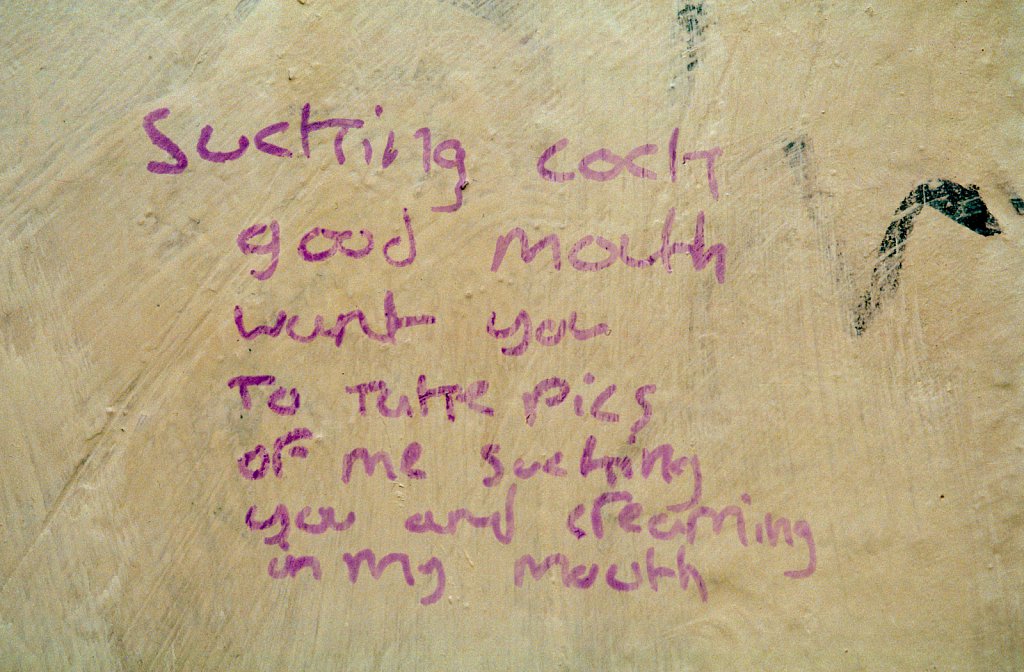 Sucking cock
good mouth
want you
To take pics
of me sucking
you and creaming
in my mouth